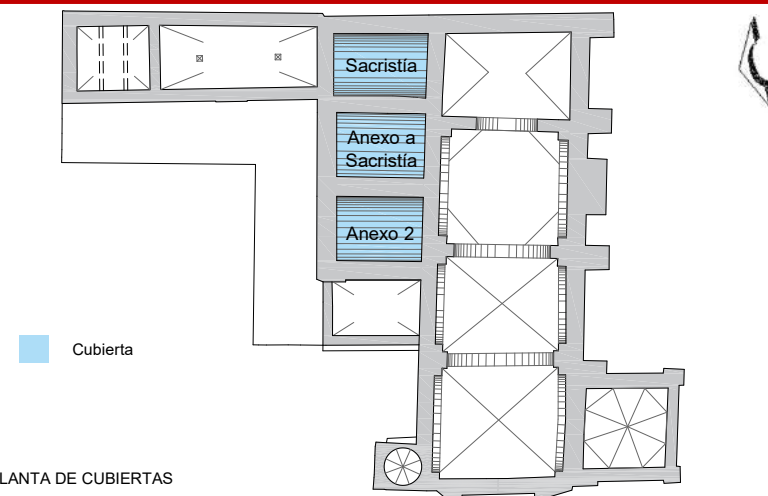 Sacristía
Anexo a
Sacristía
Anexo 2
Cubierta
LANTA DE CUBIERTAS